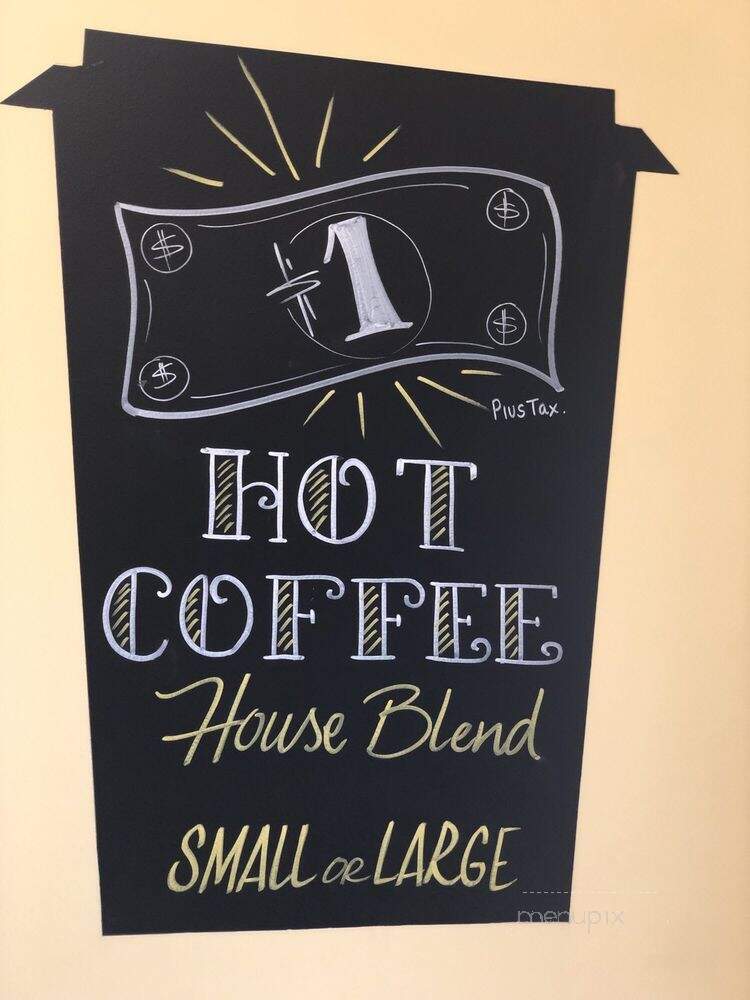 $ $
$1
$ $
Plus Tax.
HOT
COFFEE
House Blend
SMALL OR LARGE
menupix